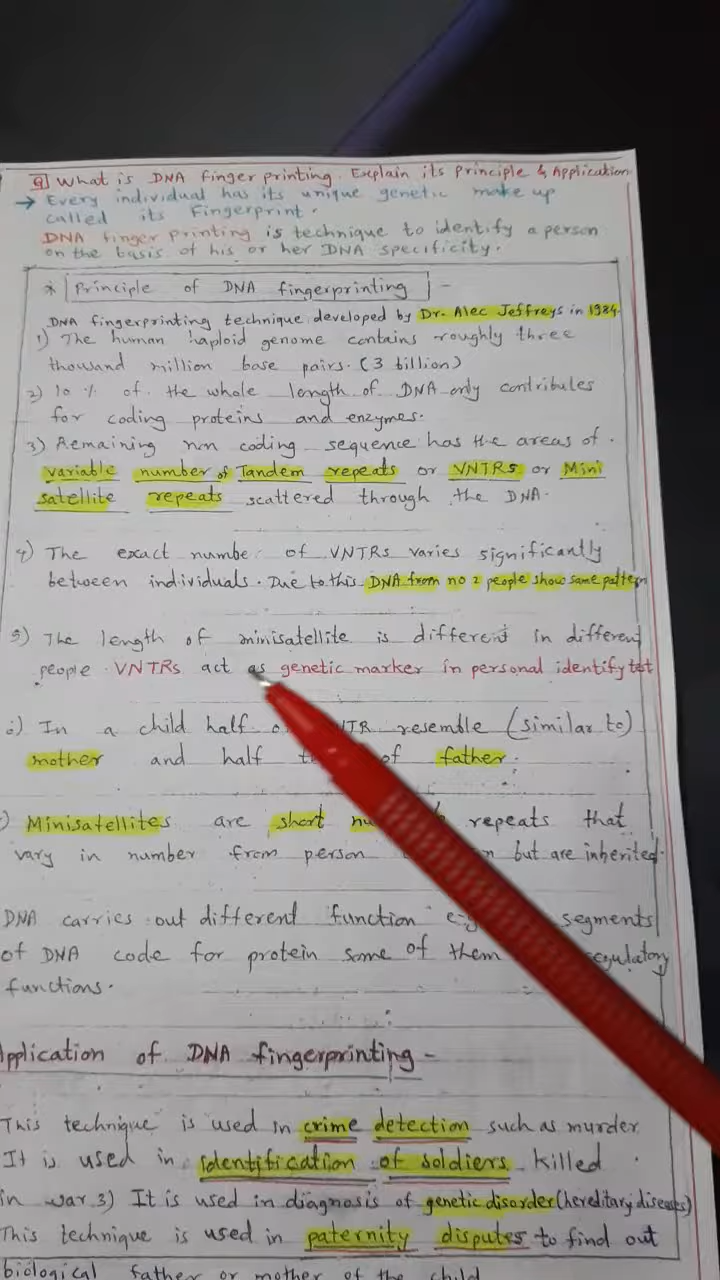 Q What is DNA finger printing. Explain its Principle & Application
→ Every individual has its unique genetic make up
called its Fingerprint.
DNA finger printing is technique to identify a person
on the basis of his or her DNA specificity.
* Principle of DNA fingerprinting -
DNA fingerprinting technique developed by Dr. Alec Jeffreys in 1984.
1) The human haploid genome contains roughly three
thousand million base pairs. (3 billion)
2) 10 % of the whole length of DNA only contributes
for coding proteins and enzymes.
3) Remaining non coding sequence has the areas of
variable number of Tandem repeats or VNTRs or Mini
satellite repeats scattered through the DNA.
4) The exact number of VNTRs varies significantly
between individuals. Due to this DNA from no 2 people show same pattern
5) The length of minisatellite is different in different
people. VNTRs act as genetic marker in personal identify test
6) In a child half resemble (similar to)
mother and half of father.
) Minisatellites are short repeats that
vary in number from person but are inherited.
DNA carries out different function segments
of DNA code for protein some of them regulatory
functions.
Application of DNA fingerprinting -
This technique is used in crime detection such as murder
It is used in identification of soldiers killed
in war 3) It is used in diagnosis of genetic disorder (hereditary diseases)
This technique is used in paternity disputes to find out
biological father or mother of the child